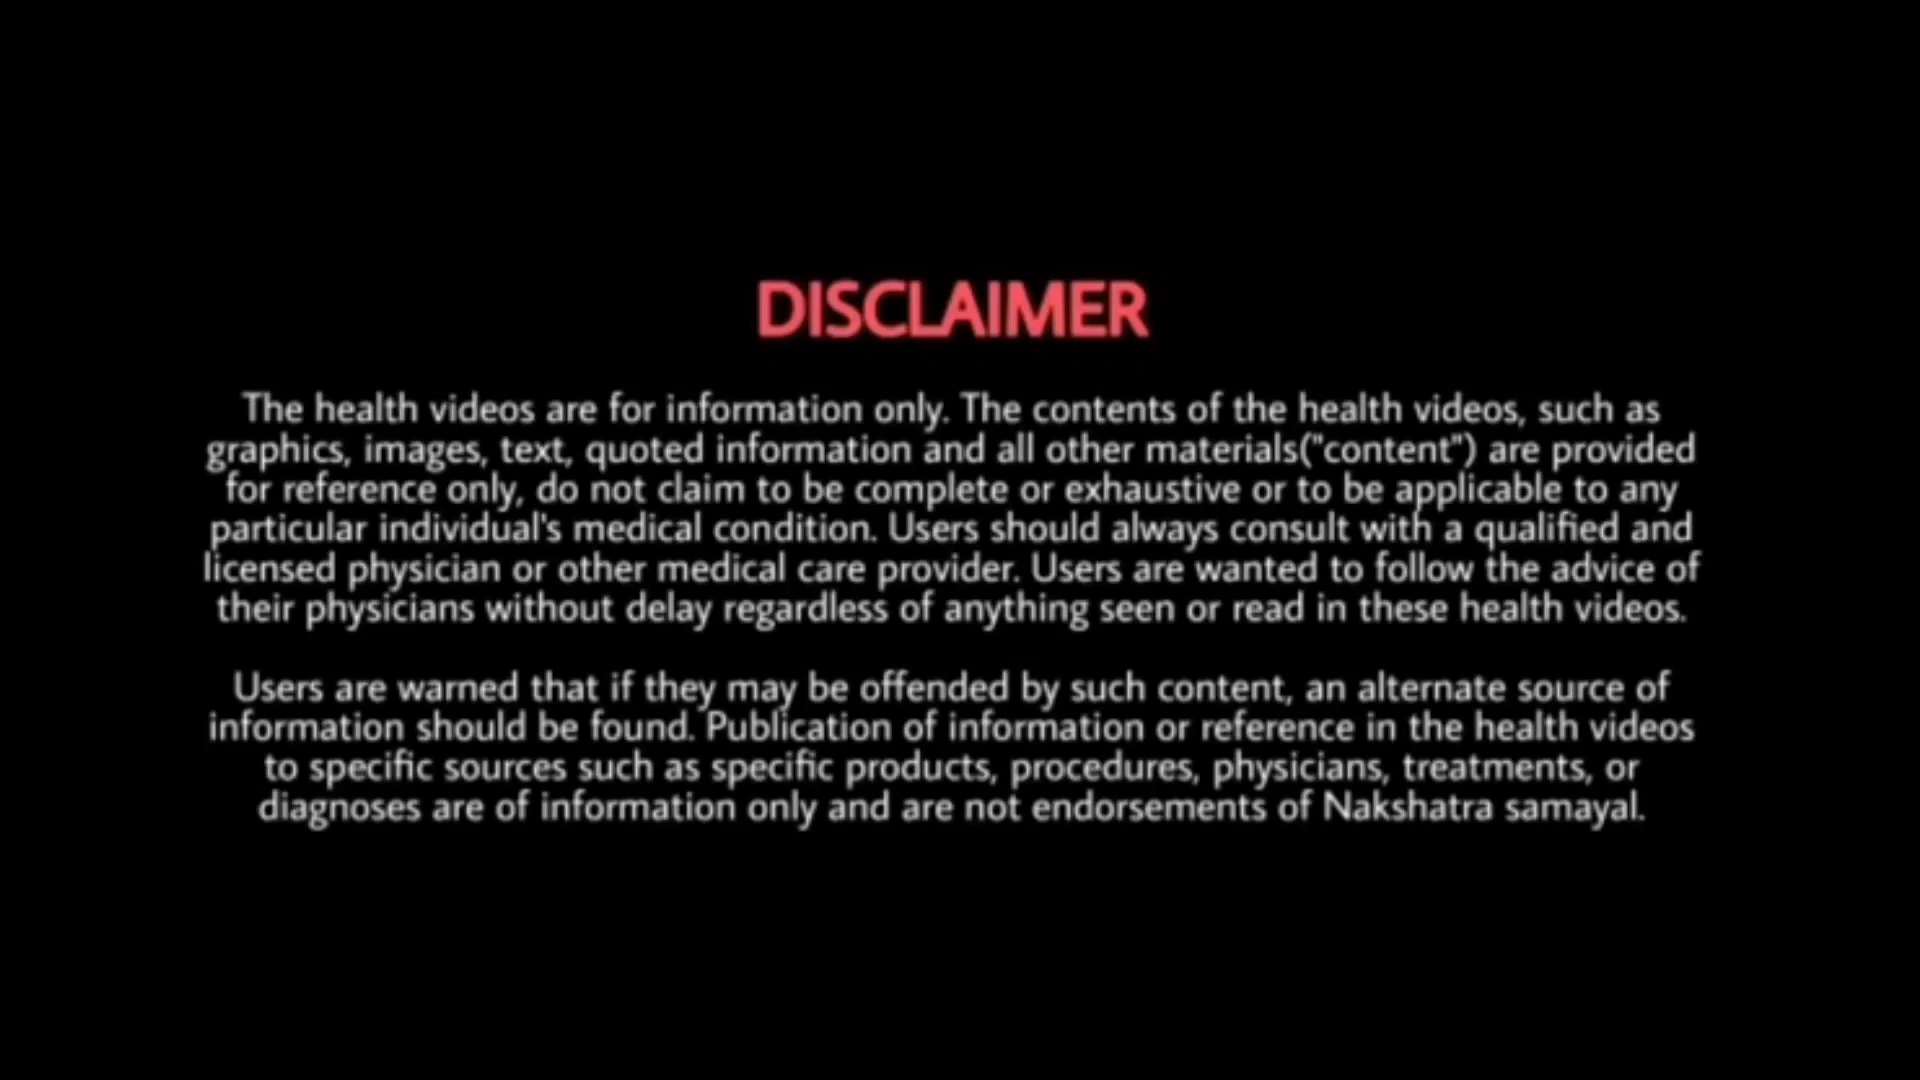 DISCLAIMER
The health videos are for information only. The contents of the health videos, such as
graphics, images, text, quoted information and all other materials("content") are provided
for reference only, do not claim to be complete or exhaustive or to be applicable to any
particular individual's medical condition. Users should always consult with a qualified and
licensed physician or other medical care provider. Users are wanted to follow the advice of
their physicians without delay regardless of anything seen or read in these health videos.
Users are warned that if they may be offended by such content, an alternate source of
information should be found. Publication of information or reference in the health videos
to specific sources such as specific products, procedures, physicians, treatments, or
diagnoses are of information only and are not endorsements of Nakshatra samayal.